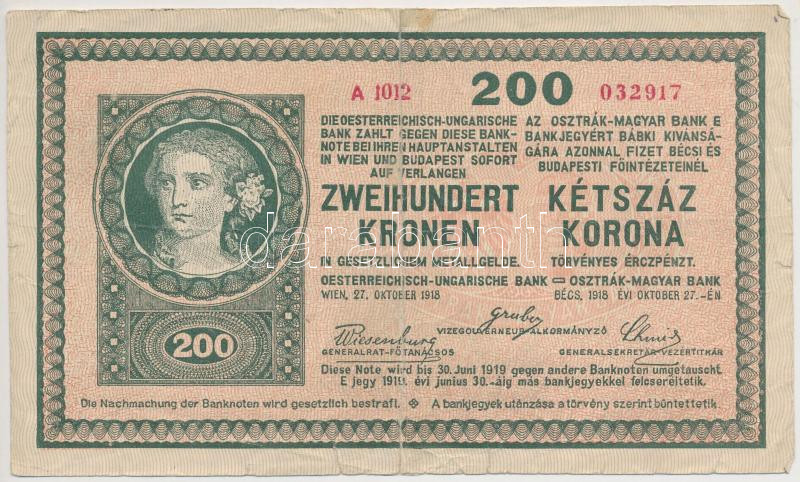 A 1012 200 032917
DIE OESTERREICHISCH-UNGARISCHE
BANK ZAHLT GEGEN DIESE BANK-
NOTE BEI IHREN HAUPTANSTALTEN
IN WIEN UND BUDAPEST SOFORT
AUF VERLANGEN
ZWEIHUNDERT
KRONEN
IN GESETZLICHEM METALLGELDE.
OESTERREICHISCH-UNGARISCHE BANK
WIEN, 27. OKTOBER 1918
AZ OSZTRÁK-MAGYAR BANK E
BANKJEGYÉRT BÁRKI KIVÁNSÁ-
GÁRA AZONNAL FIZET BÉCSI ÉS
BUDAPESTI FŐINTÉZETEINÉL
KÉTSZÁZ
KORONA
TÖRVÉNYES ÉRCZPÉNZT.
OSZTRÁK-MAGYAR BANK
BÉCS, 1918 ÉVI OKTOBER 27.-ÉN
Wiesenburg
GENERALRAT-FŐTANÁCSOS
Gruber
VIZEGOUVERNEUR-ALKORMÁNYZÓ
Schmid
GENERALSEKRETÄR-VEZÉRTITKÁR
200
Diese Note wird bis 30. Juni 1919 gegen andere Banknoten umgetauscht.
E jegy 1919. évi junius 30.-áig más bankjegyekkel felcseréltetik.
Die Nachmachung der Banknoten wird gesetzlich bestraft. A bankjegyek utánzása a törvény szerint büntettetik.
darabanth